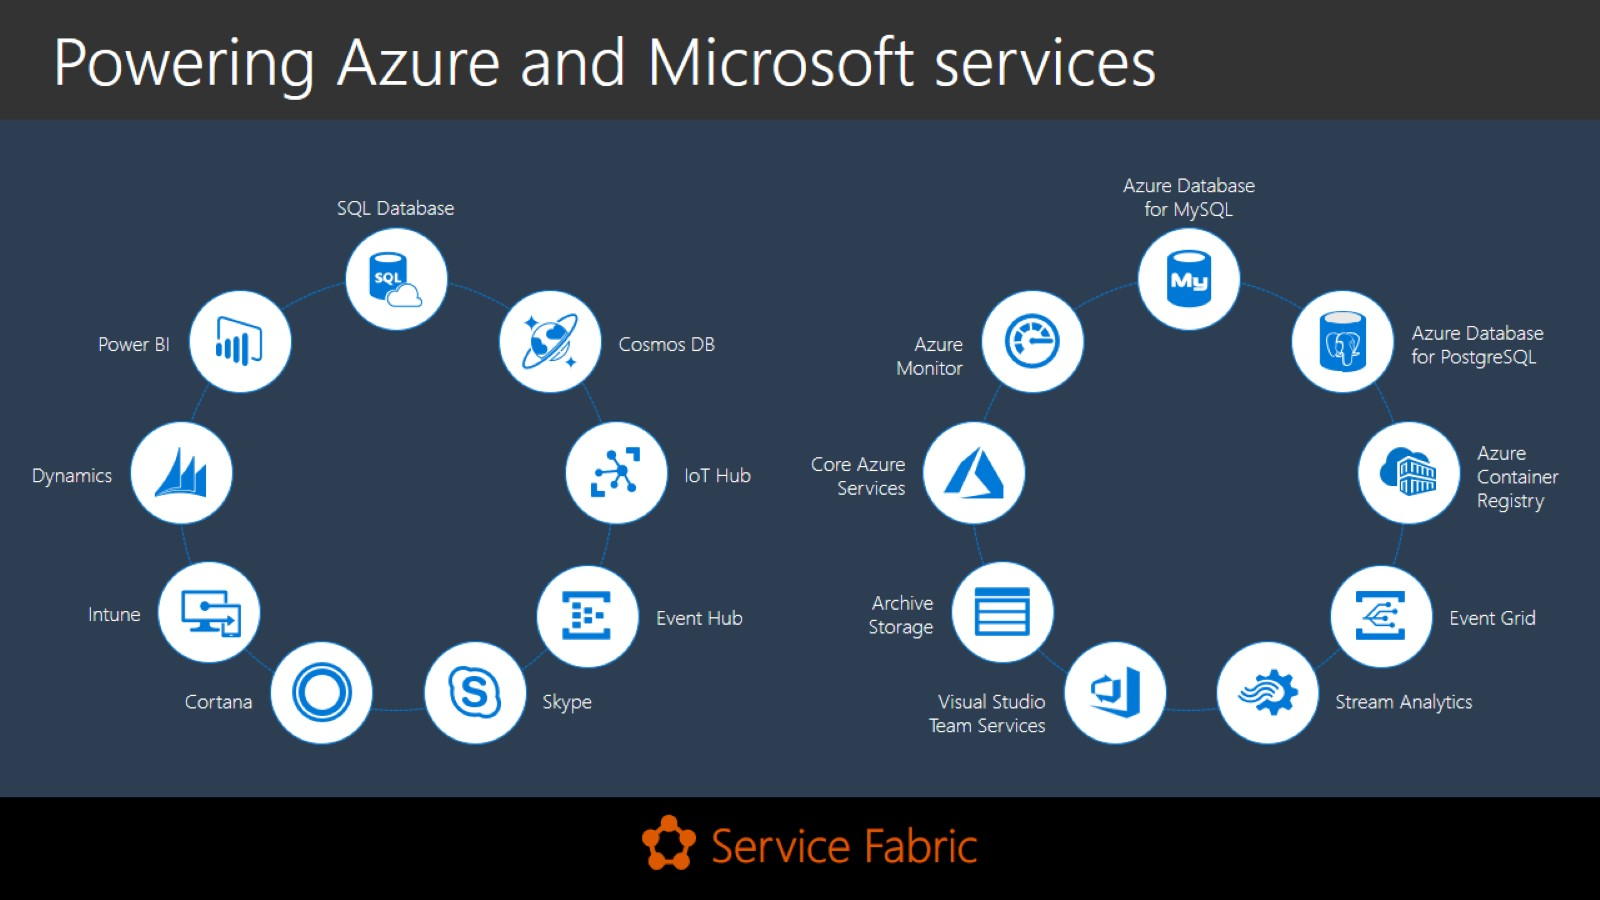 Powering Azure and Microsoft services
SQL Database
SQL
Power BI
Cosmos DB
Dynamics
IoT Hub
Intune
Event Hub
Cortana
S
Skype
Azure Database
for MySQL
My
Azure
Monitor
Azure Database
for PostgreSQL
Core Azure
Services
Azure
Container
Registry
Archive
Storage
Event Grid
Visual Studio
Team Services
Stream Analytics
Service Fabric